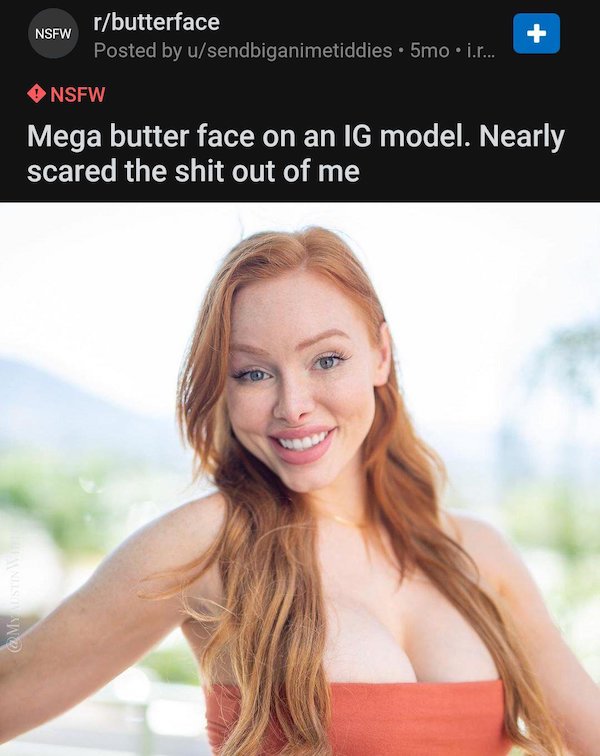 NSFW
r/butterface
Posted by u/sendbiganimetiddies • 5mo • i.r...
+
NSFW
Mega butter face on an IG model. Nearly
scared the shit out of me